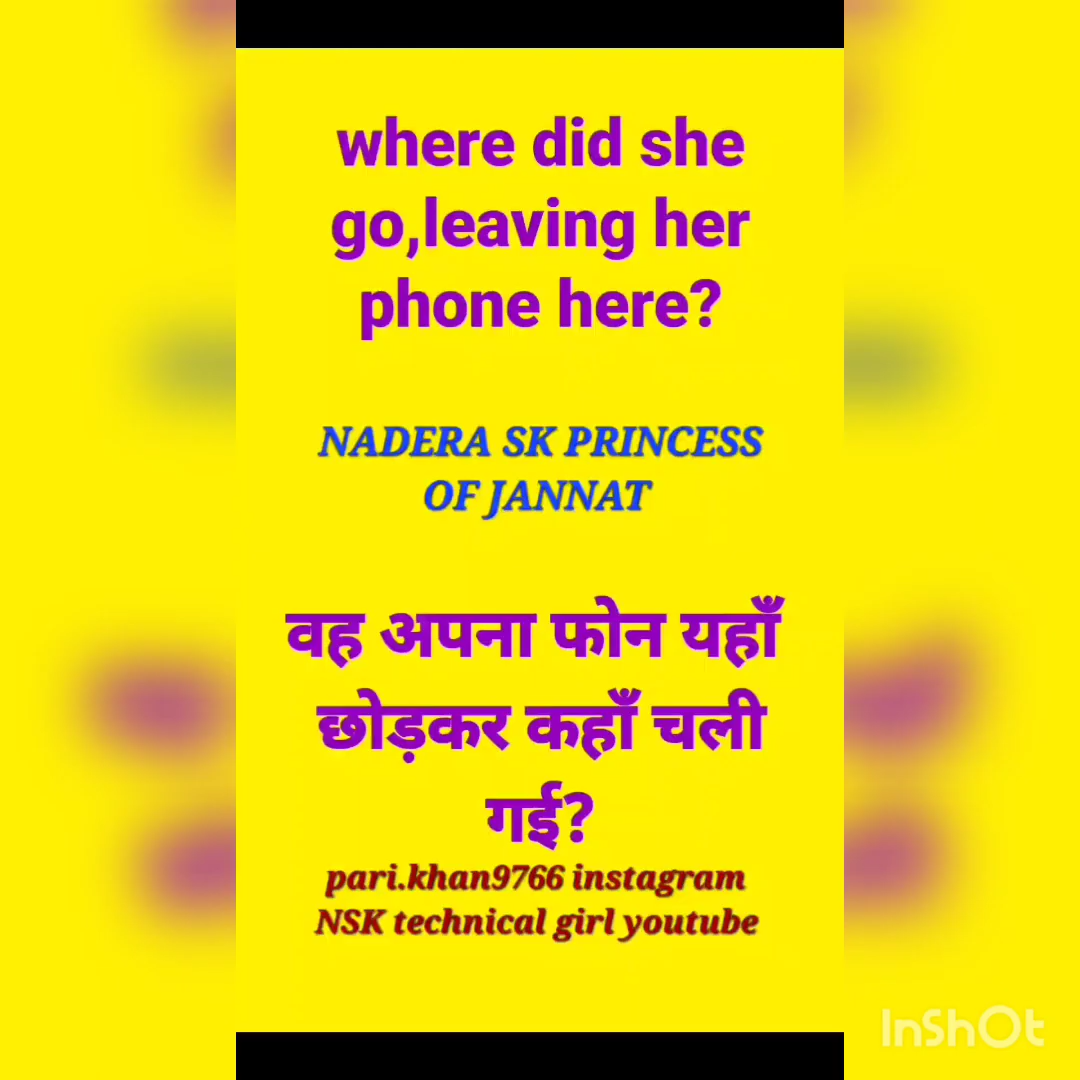 where did she
go,leaving her
phone here?
NADERA SK PRINCESS
OF JANNAT
वह अपना फोन यहाँ
छोड़कर कहाँ चली
गई?
pari.khan9766 instagram
NSK technical girl youtube
InShOt